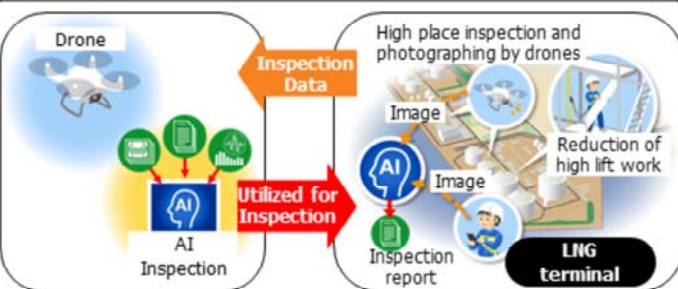 Drone
Inspection
Data
AI
Utilized for
Inspection
AI
Inspection
High place inspection and
photographing by drones
Image
Reduction of
high lift work
AI
Image
Inspection
report
LNG
terminal